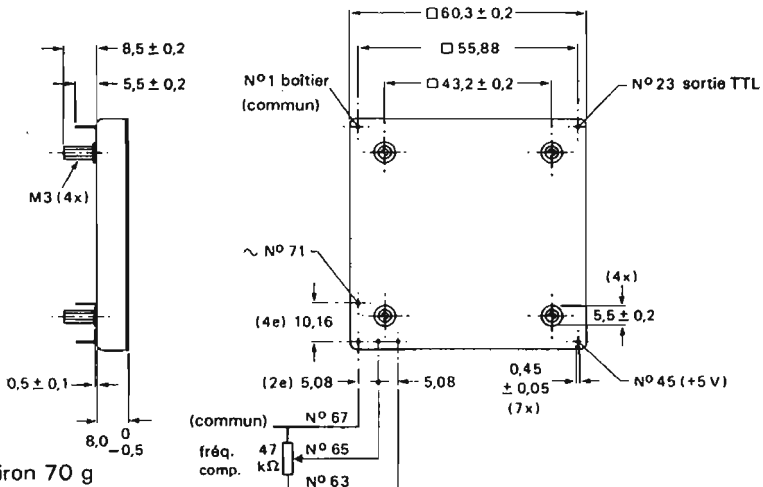 □ 60,3 ± 0,2
8,5 ± 0,2
□ 55,88
5,5 ± 0,2
Nº 1 boîtier
(commun)
□ 43,2 ± 0,2
Nº 23 sortie TTL
M3 (4x)
~ Nº 71
(4x)
(4e) 10,16
5,5 ± 0,2
0,5 ± 0,1
(2e) 5,08
5,08
0,45
± 0,05
(7x)
Nº 45 (+5 V)
8,0 0 -0,5
(commun)
Nº 67
fréq.
comp.
47
kΩ
Nº 65
Nº 63
iron 70 g